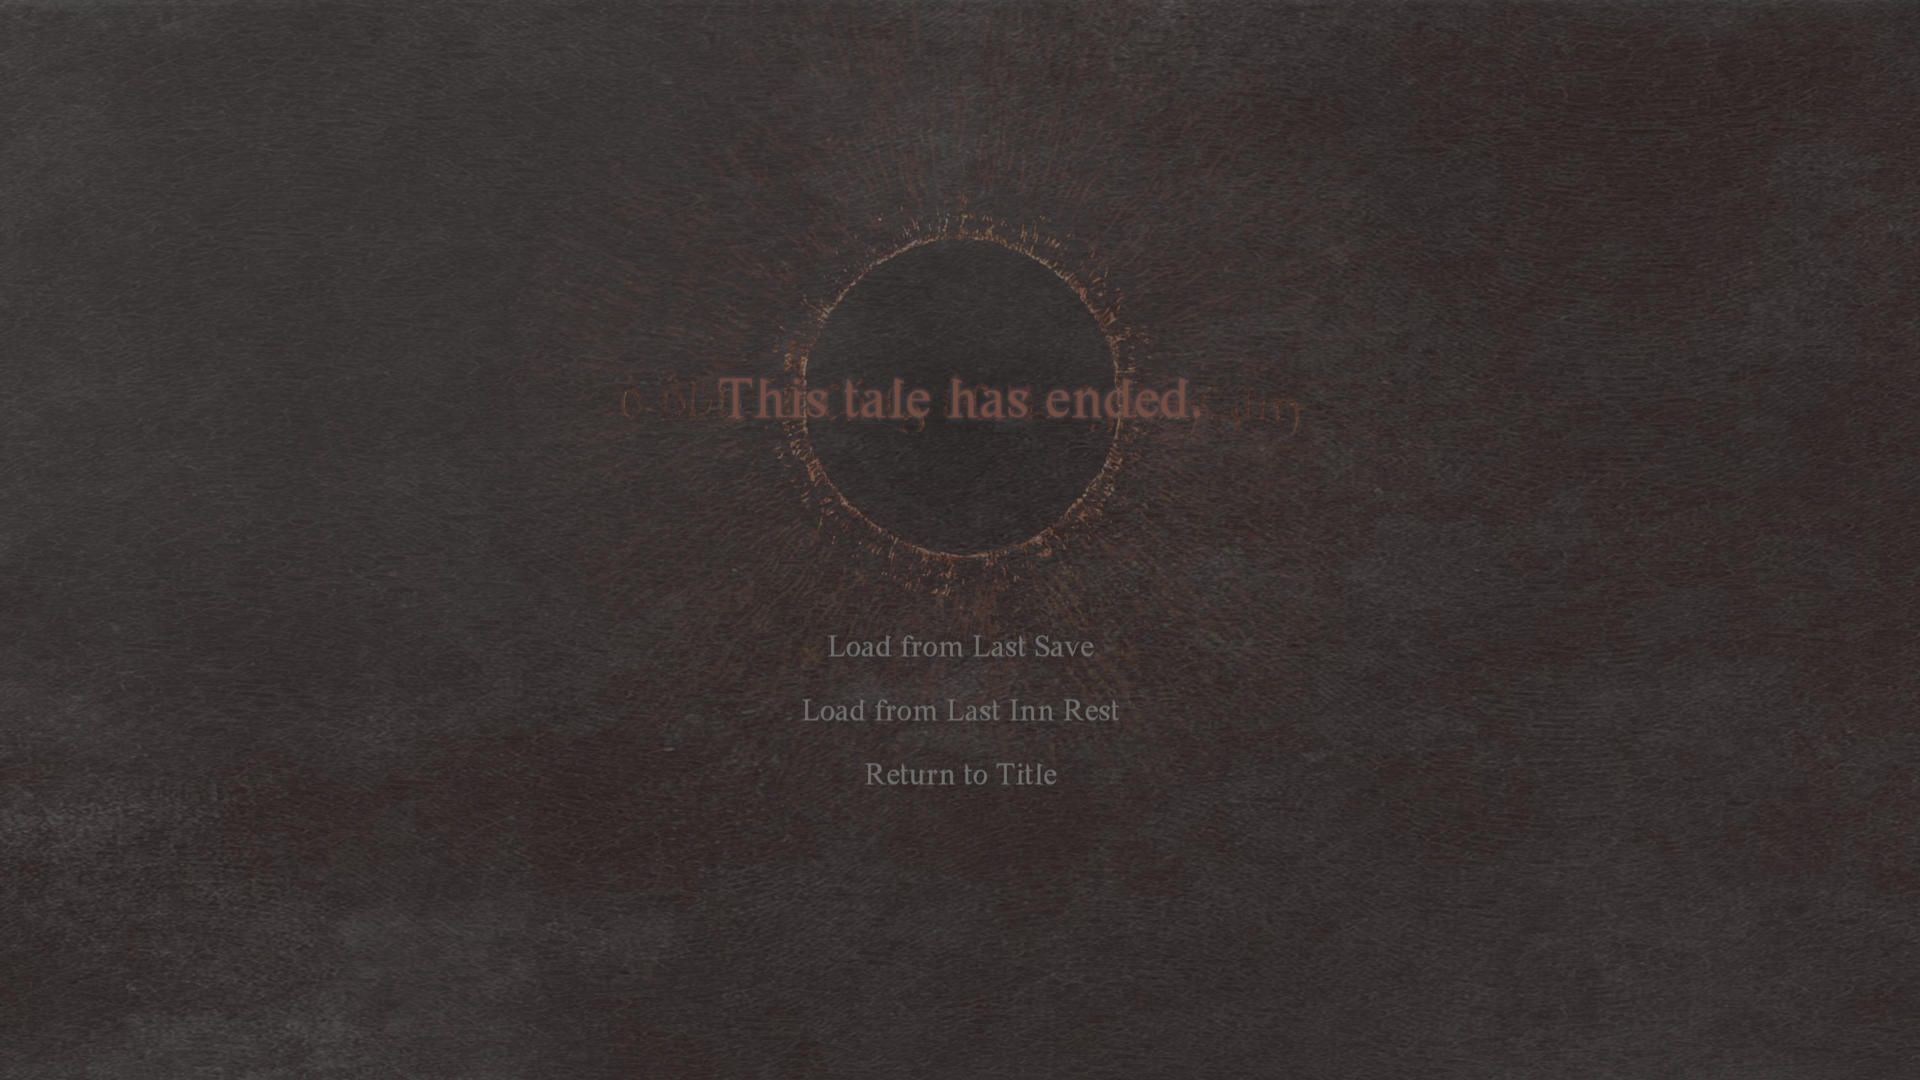 This tale has ended.
Load from Last Save
Load from Last Inn Rest
Return to Title